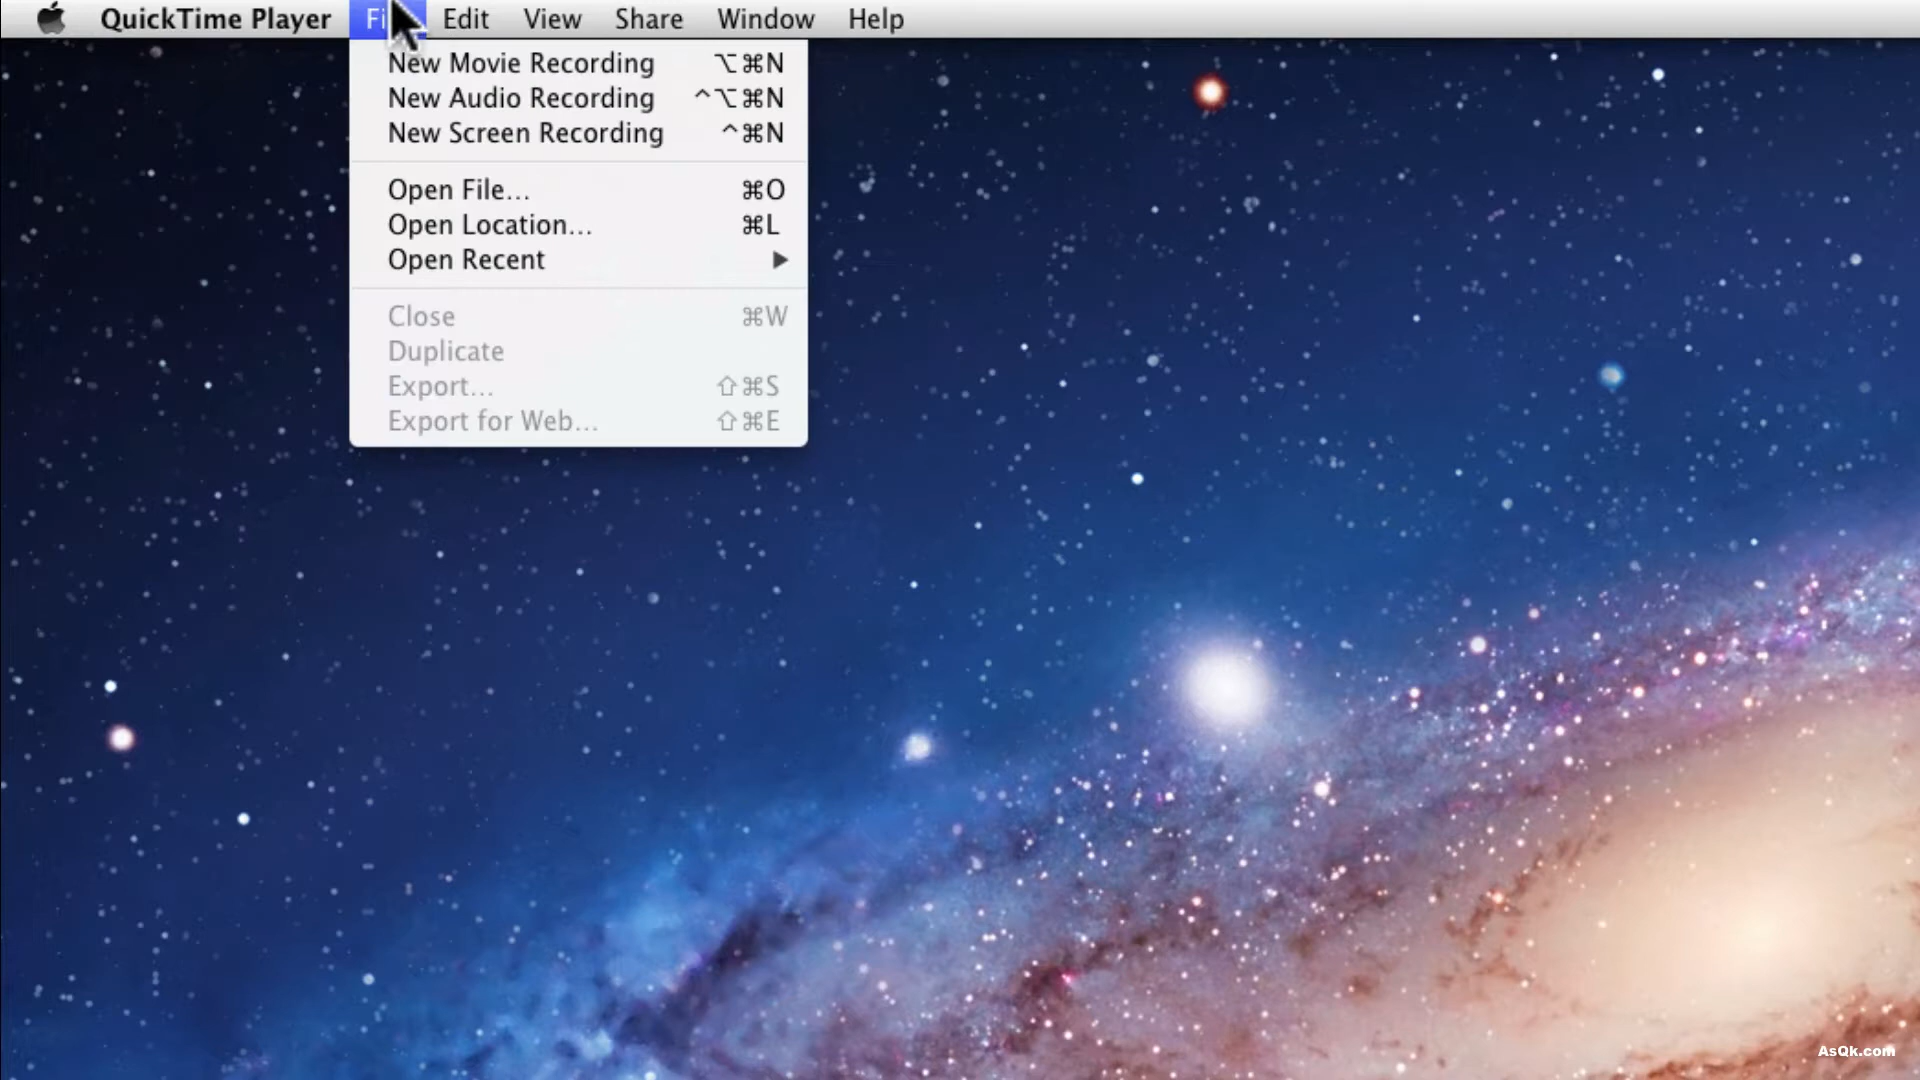 QuickTime Player Edit View Share Window Help
New Movie Recording ⌥⌘N
New Audio Recording ^⌥⌘N
New Screen Recording ^⌘N
Open File... ⌘O
Open Location... ⌘L
Open Recent ▶
Close ⌘W
Duplicate
Export... ⇧⌘S
Export for Web... ⇧⌘E
AsQk.com